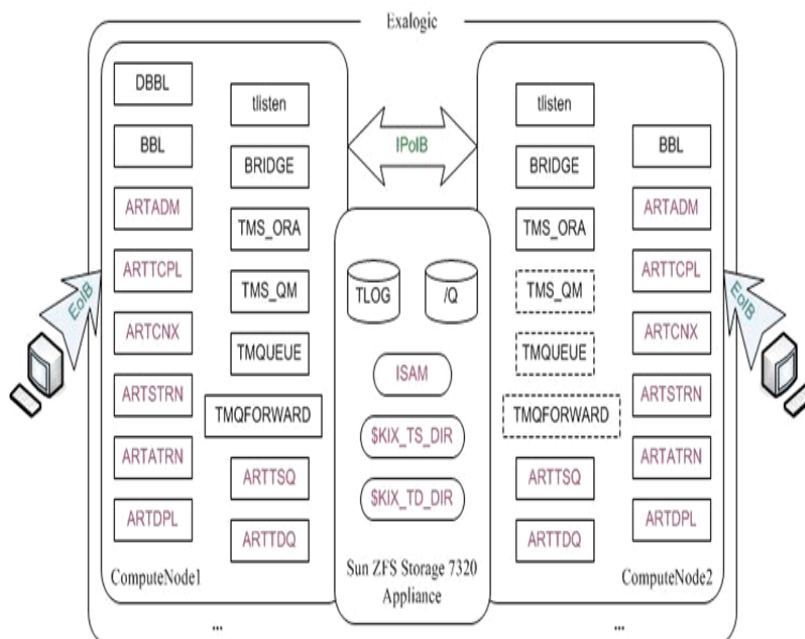 Exalogic
DBBL
BBL
ARTADM
ARTTCPL
ARTCNX
ARTSTRN
ARTATRN
ARTDPL
tlisten
BRIDGE
TMS_ORA
TMS_QM
TMQUEUE
TMQFORWARD
ARTTSQ
ARTTDQ
ComputeNode1
...
EoIB
IPoIB
TLOG
/Q
ISAM
$KIX_TS_DIR
$KIX_TD_DIR
Sun ZFS Storage 7320
Appliance
tlisten
BRIDGE
TMS_ORA
TMS_QM
TMQUEUE
TMQFORWARD
ARTTSQ
ARTTDQ
BBL
ARTADM
ARTTCPL
ARTCNX
ARTSTRN
ARTATRN
ARTDPL
ComputeNode2
...
EoIB